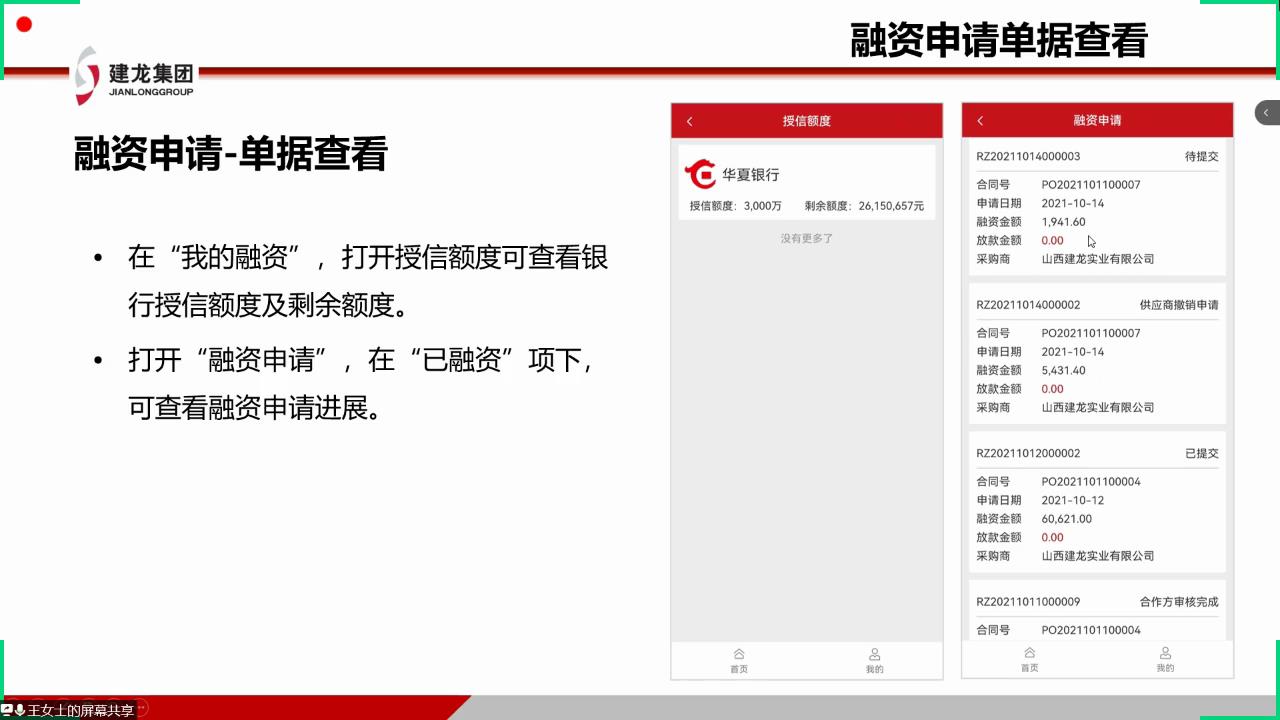 融资申请单据查看
建龙集团
JIANLONGGROUP
融资申请-单据查看
• 在“我的融资”，打开授信额度可查看银
行授信额度及剩余额度。
• 打开“融资申请”，在“已融资”项下，
可查看融资申请进展。
授信额度
华夏银行
授信额度：3,000万 剩余额度：26,150,657元
没有更多了
首页 我的
融资申请
RZ20211014000003 待提交
合同号 PO2021101100007
申请日期 2021-10-14
融资金额 1,941.60
放款金额 0.00
采购商 山西建龙实业有限公司
RZ20211014000002 供应商撤销申请
合同号 PO2021101100007
申请日期 2021-10-14
融资金额 5,431.40
放款金额 0.00
采购商 山西建龙实业有限公司
RZ20211012000002 已提交
合同号 PO2021101100004
申请日期 2021-10-12
融资金额 60,621.00
放款金额 0.00
采购商 山西建龙实业有限公司
RZ20211011000009 合作方审核完成
合同号 PO2021101100004
首页 我的
王女士的屏幕共享